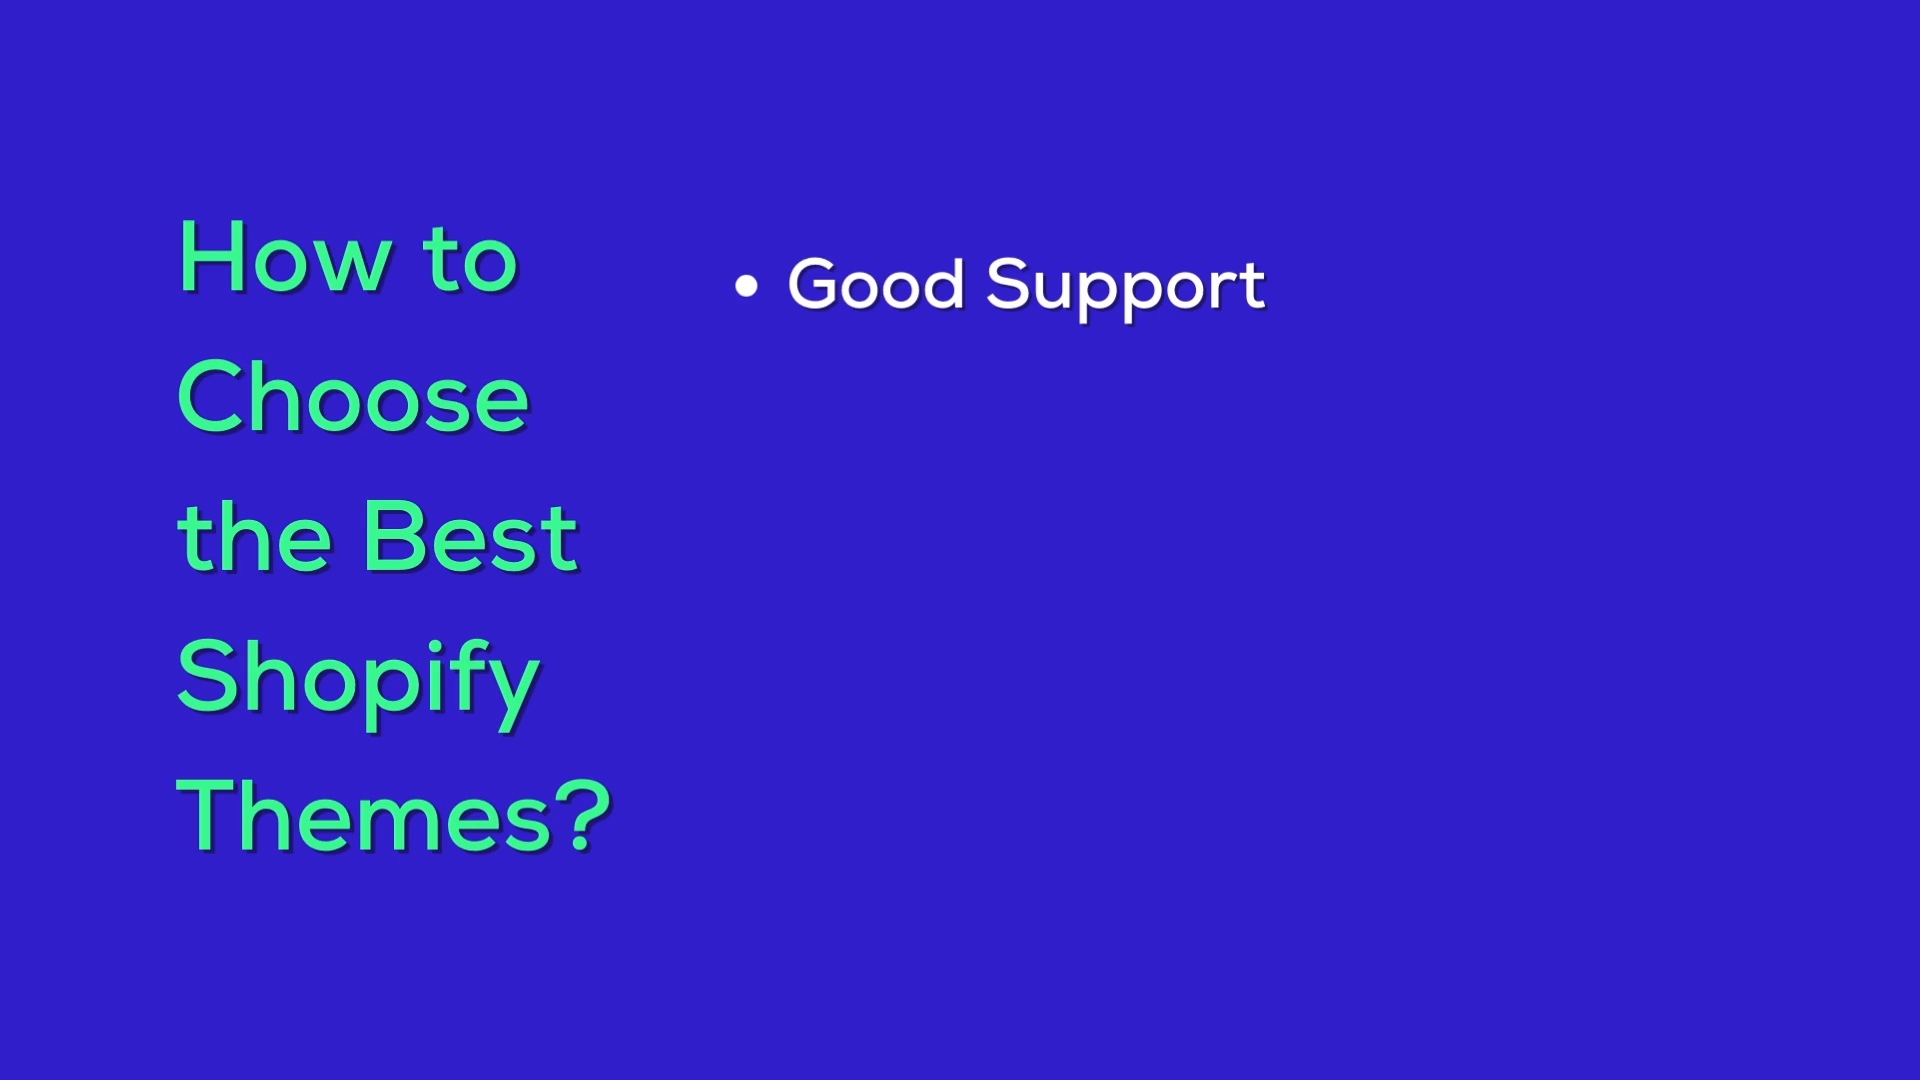 How to
Choose
the Best
Shopify
Themes?
• Good Support